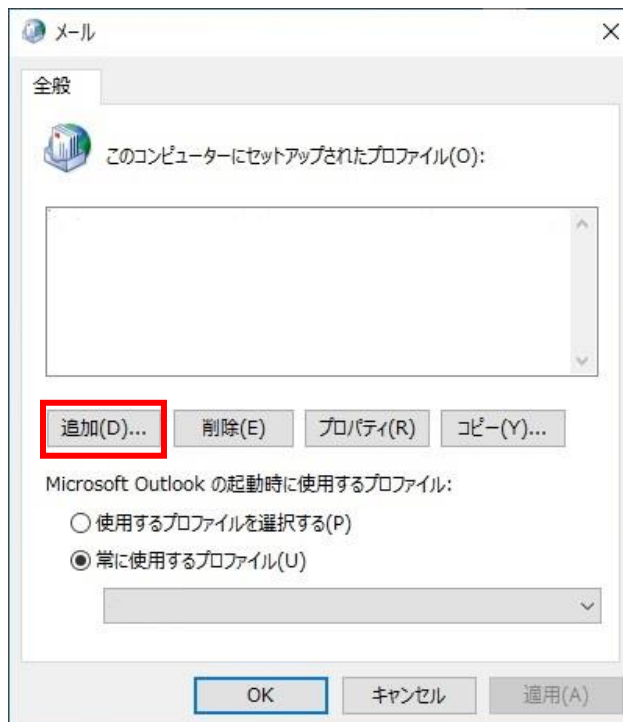 メール
全般
このコンピューターにセットアップされたプロファイル(O):
追加(D)... 削除(E) プロパティ(R) コピー(Y)...
Microsoft Outlook の起動時に使用するプロファイル:
使用するプロファイルを選択する(P)
常に使用するプロファイル(U)
OK キャンセル 適用(A)